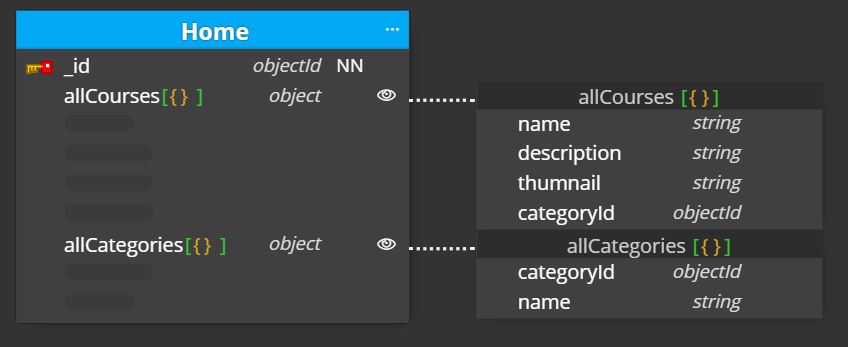 Home ...
_id objectId NN
allCourses[{} ] object
allCourses [{}]
name string
description string
thumnail string
categoryId objectId
allCategories[{} ] object
allCategories [{}]
categoryId objectId
name string